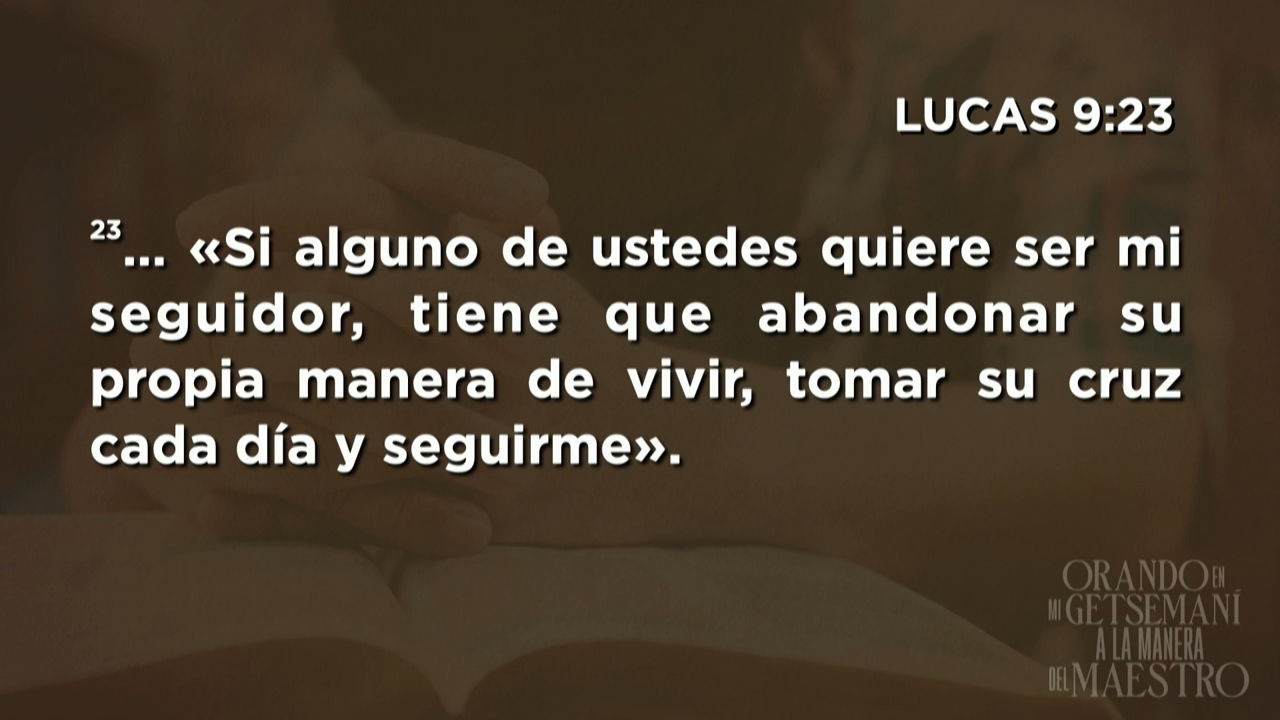 LUCAS 9:23
23... «Si alguno de ustedes quiere ser mi
seguidor, tiene que abandonar su
propia manera de vivir, tomar su cruz
cada día y seguirme».
ORANDO EN
MI GETSEMANÍ
A LA MANERA
DEL MAESTRO